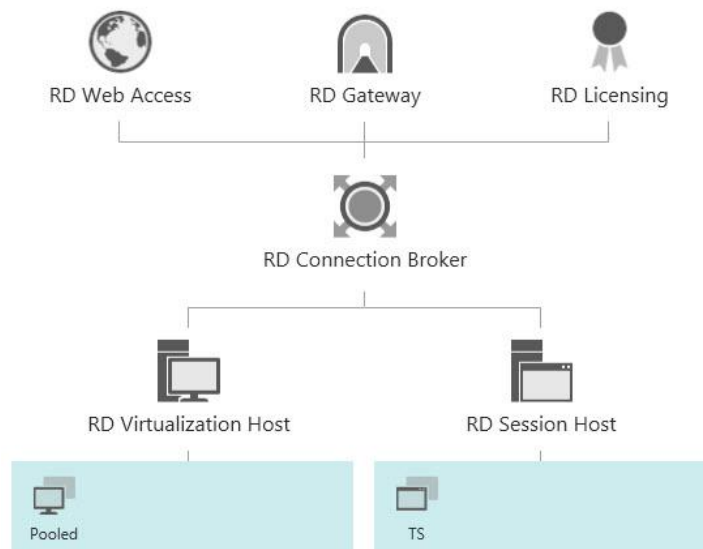 RD Web Access
RD Gateway
RD Licensing
RD Connection Broker
RD Virtualization Host
RD Session Host
Pooled
TS